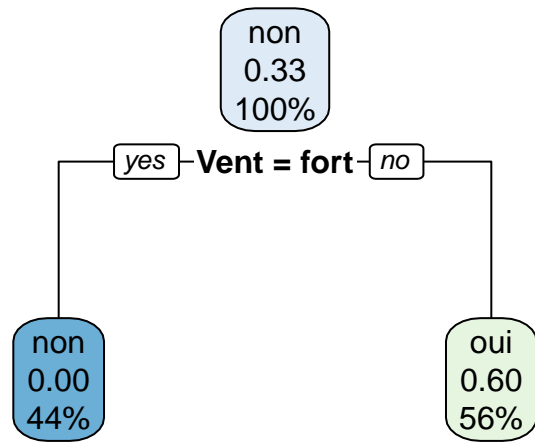 non
0.33
100%
yes Vent = fort no
non
0.00
44%
oui
0.60
56%